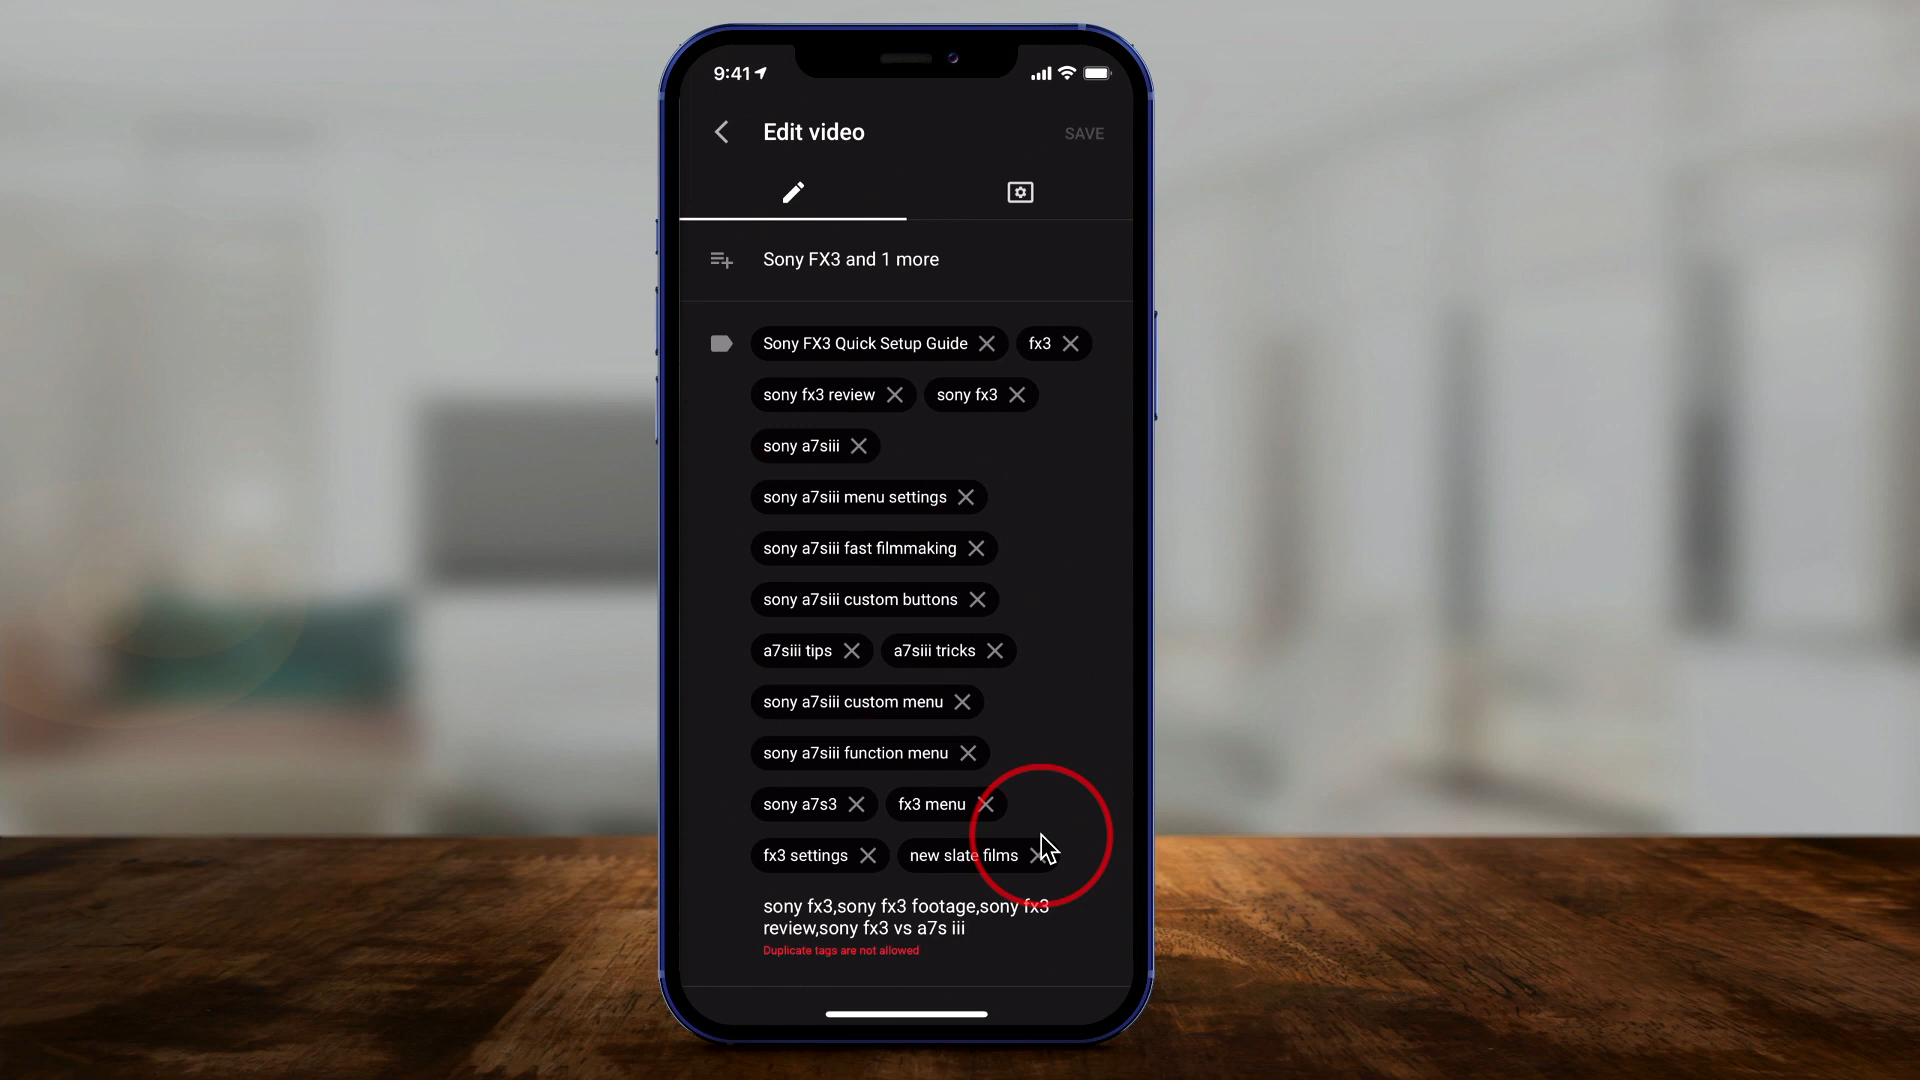 9:41
Edit video
SAVE
Sony FX3 and 1 more
Sony FX3 Quick Setup Guide fx3
sony fx3 review sony fx3
sony a7siii
sony a7siii menu settings
sony a7siii fast filmmaking
sony a7siii custom buttons
a7siii tips a7siii tricks
sony a7siii custom menu
sony a7siii function menu
sony a7s3 fx3 menu
fx3 settings new slate films
sony fx3,sony fx3 footage,sony fx3
review,sony fx3 vs a7s iii
Duplicate tags are not allowed